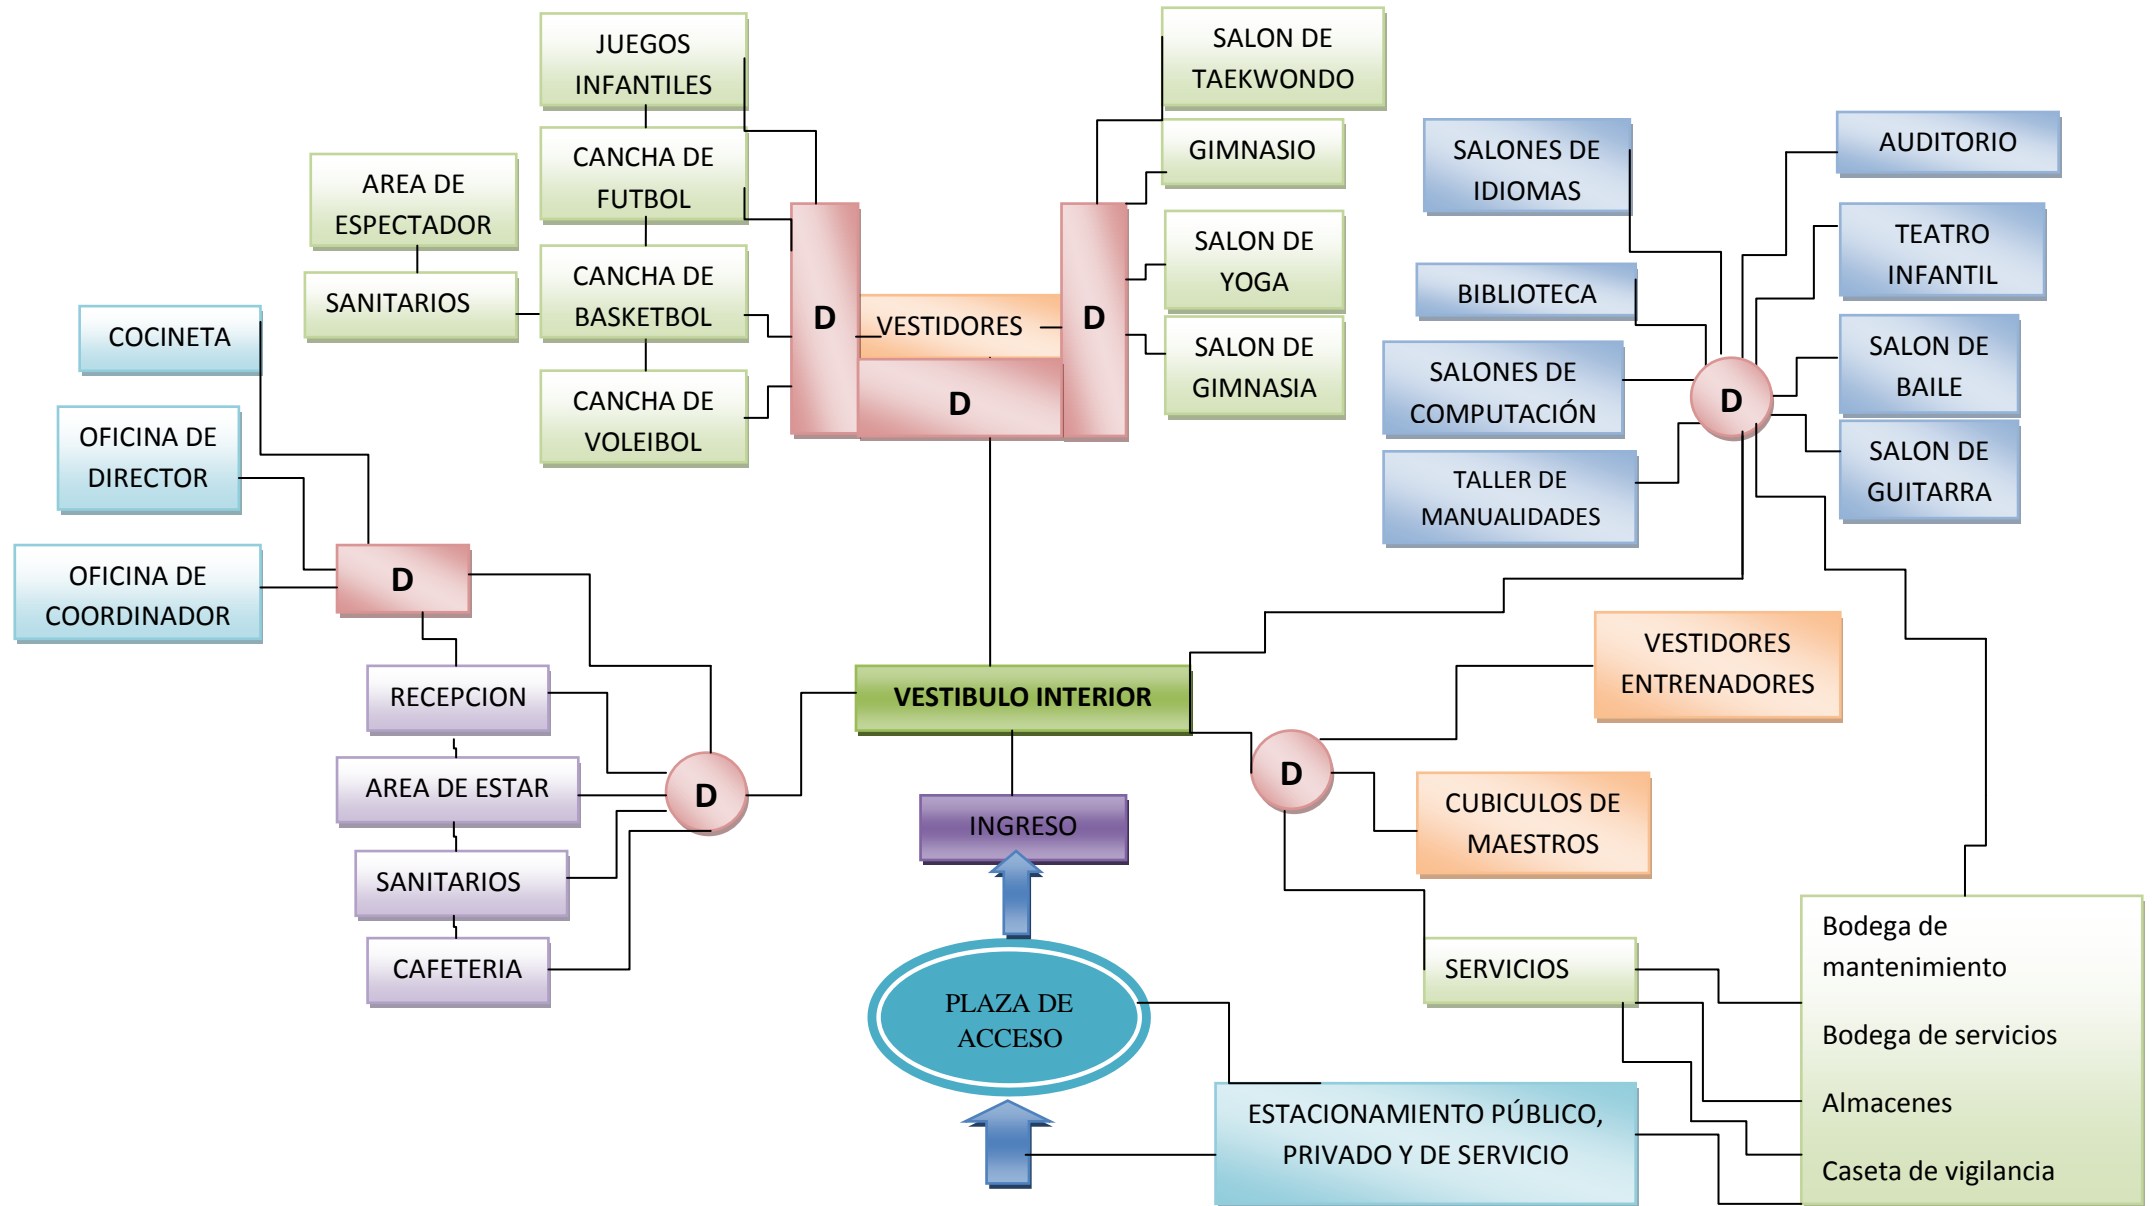 JUEGOS
INFANTILES
SALON DE
TAEKWONDO
CANCHA DE
FUTBOL
GIMNASIO
SALONES DE
IDIOMAS
AUDITORIO
AREA DE
ESPECTADOR
SALON DE
YOGA
TEATRO
INFANTIL
SANITARIOS
CANCHA DE
BASKETBOL
D
VESTIDORES
D
BIBLIOTECA
COCINETA
SALON DE
GIMNASIA
SALON DE
BAILE
CANCHA DE
VOLEIBOL
D
SALONES DE
COMPUTACIÓN
D
OFICINA DE
DIRECTOR
TALLER DE
MANUALIDADES
SALON DE
GUITARRA
OFICINA DE
COORDINADOR
D
VESTIDORES
ENTRENADORES
RECEPCION
VESTIBULO INTERIOR
AREA DE ESTAR
D
D
INGRESO
CUBICULOS DE
MAESTROS
SANITARIOS
CAFETERIA
SERVICIOS
Bodega de
mantenimiento
Bodega de servicios
Almacenes
Caseta de vigilancia
PLAZA DE
ACCESO
ESTACIONAMIENTO PÚBLICO,
PRIVADO Y DE SERVICIO